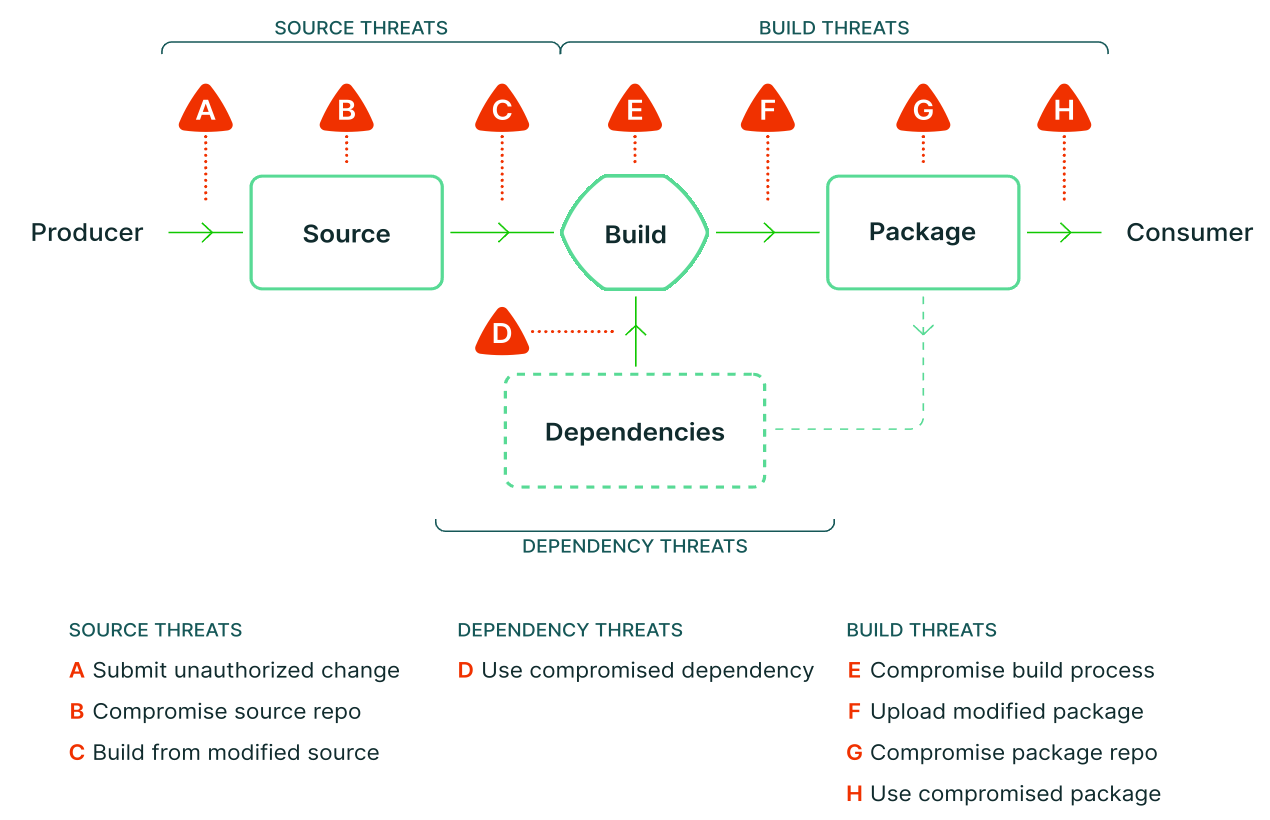 SOURCE THREATS
BUILD THREATS
A
B
C
E
F
G
H
Producer
Source
Build
Package
Consumer
D
Dependencies
DEPENDENCY THREATS
SOURCE THREATS
A Submit unauthorized change
B Compromise source repo
C Build from modified source
DEPENDENCY THREATS
D Use compromised dependency
BUILD THREATS
E Compromise build process
F Upload modified package
G Compromise package repo
H Use compromised package